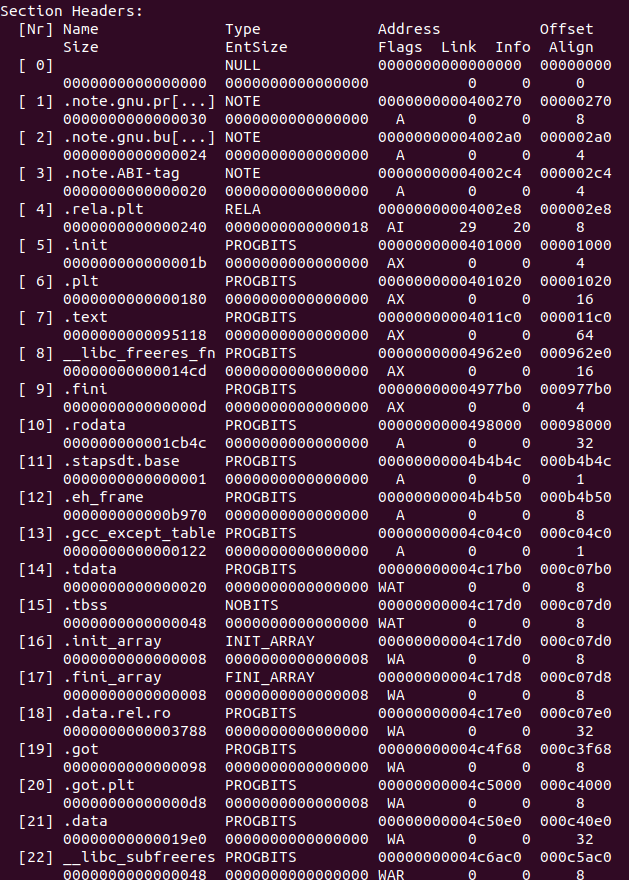 Section Headers:
[Nr] Name Type Address Offset
Size EntSize Flags Link Info Align
[ 0] NULL 0000000000000000 00000000
0000000000000000 0000000000000000 0 0 0
[ 1] .note.gnu.pr[...] NOTE 0000000000400270 00000270
0000000000000030 0000000000000000 A 0 0 8
[ 2] .note.gnu.bu[...] NOTE 00000000004002a0 000002a0
0000000000000024 0000000000000000 A 0 0 4
[ 3] .note.ABI-tag NOTE 00000000004002c4 000002c4
0000000000000020 0000000000000000 A 0 0 4
[ 4] .rela.plt RELA 00000000004002e8 000002e8
0000000000000240 0000000000000018 AI 29 20 8
[ 5] .init PROGBITS 0000000000401000 00001000
000000000000001b 0000000000000000 AX 0 0 4
[ 6] .plt PROGBITS 0000000000401020 00001020
0000000000000180 0000000000000000 AX 0 0 16
[ 7] .text PROGBITS 00000000004011c0 000011c0
0000000000095118 0000000000000000 AX 0 0 64
[ 8] __libc_freeres_fn PROGBITS 00000000004962e0 000962e0
00000000000014cd 0000000000000000 AX 0 0 16
[ 9] .fini PROGBITS 00000000004977b0 000977b0
000000000000000d 0000000000000000 AX 0 0 4
[10] .rodata PROGBITS 0000000000498000 00098000
000000000001cb4c 0000000000000000 A 0 0 32
[11] .stapsdt.base PROGBITS 00000000004b4b4c 000b4b4c
0000000000000001 0000000000000000 A 0 0 1
[12] .eh_frame PROGBITS 00000000004b4b50 000b4b50
000000000000b970 0000000000000000 A 0 0 8
[13] .gcc_except_table PROGBITS 00000000004c04c0 000c04c0
0000000000000122 0000000000000000 A 0 0 1
[14] .tdata PROGBITS 00000000004c17b0 000c07b0
0000000000000020 0000000000000000 WAT 0 0 8
[15] .tbss NOBITS 00000000004c17d0 000c07d0
0000000000000048 0000000000000000 WAT 0 0 8
[16] .init_array INIT_ARRAY 00000000004c17d0 000c07d0
0000000000000008 0000000000000008 WA 0 0 8
[17] .fini_array FINI_ARRAY 00000000004c17d8 000c07d8
0000000000000008 0000000000000008 WA 0 0 8
[18] .data.rel.ro PROGBITS 00000000004c17e0 000c07e0
0000000000003788 0000000000000000 WA 0 0 32
[19] .got PROGBITS 00000000004c4f68 000c3f68
0000000000000098 0000000000000000 WA 0 0 8
[20] .got.plt PROGBITS 00000000004c5000 000c4000
00000000000000d8 0000000000000008 WA 0 0 8
[21] .data PROGBITS 00000000004c50e0 000c40e0
00000000000019e0 0000000000000000 WA 0 0 32
[22] __libc_subfreeres PROGBITS 00000000004c6ac0 000c5ac0
0000000000000048 0000000000000000 WAR 0 0 8